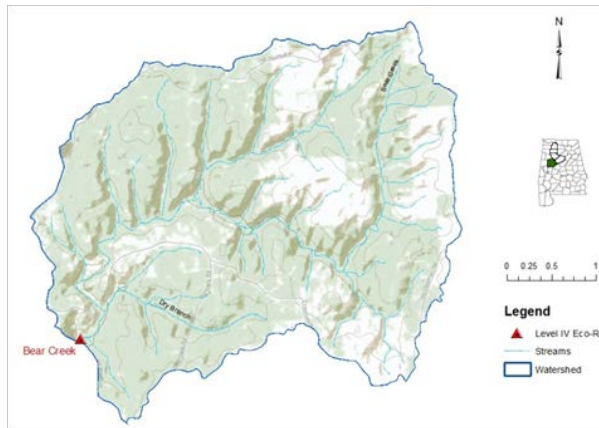 N
S
Dry Branch
Bear Creek
0 0.25 0.5 1
Legend
Level IV Eco-R
Streams
Watershed